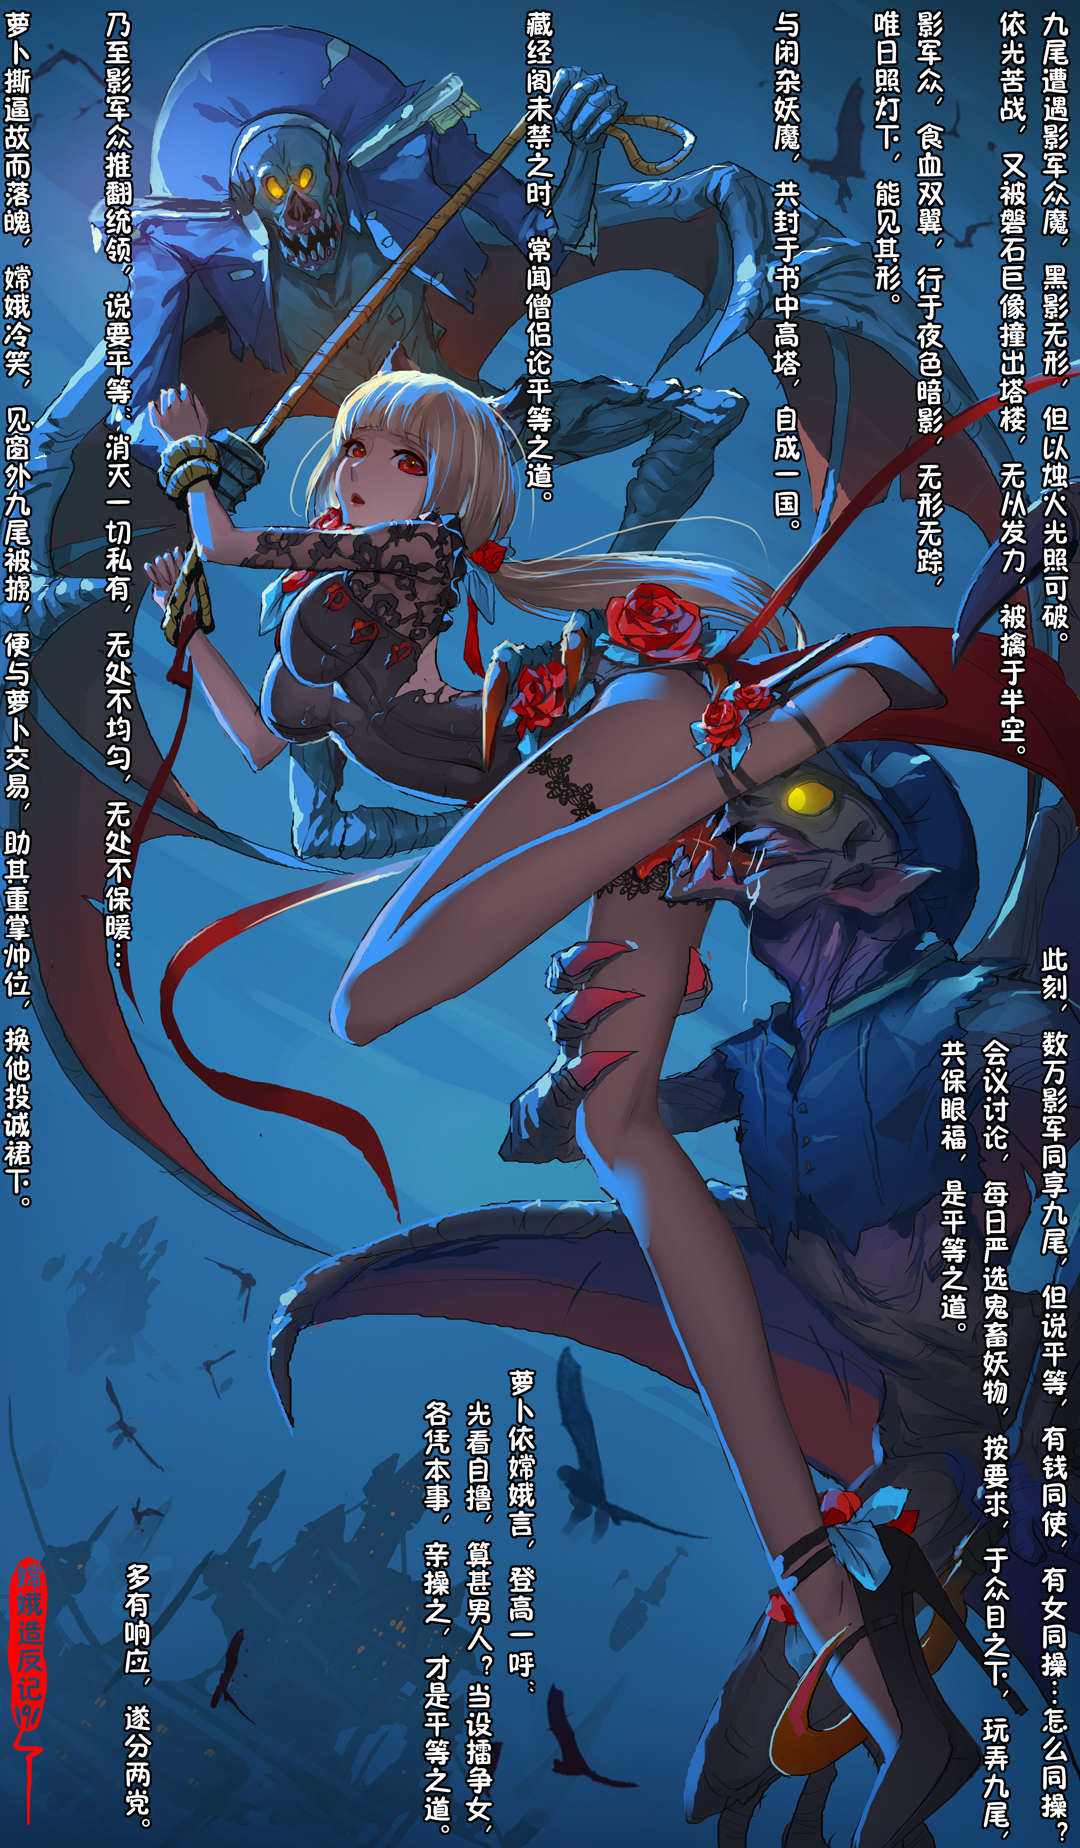 九尾遭遇影军众魔，黑影无形，但以烛火光照可破。
依光苦战，又被磐石巨像撞出塔楼，无从发力，被擒于半空。
影军众，食血双翼，行于夜色暗影，无形无踪，
唯日照灯下，能见其形。
与闲杂妖魔，共封于书中高塔，自成一国。
藏经阁未禁之时，常闻僧侣论平等之道。
乃至影军众推翻统领，说要平等：消灭一切私有，无处不均匀，无处不保暖…
萝卜撕逼故而落魄，嫦娥冷笑，见窗外九尾被掳，便与萝卜交易，助其重掌帅位，换他投诚裙下。
此刻，数万影军同享九尾，但说平等，有钱同使，有女同操…怎么同操？
会议讨论，每日严选鬼畜妖物，按要求，于众目之下，玩弄九尾，
共保眼福，是平等之道。
萝卜依嫦娥言，登高一呼：
光看自撸，算甚男人？当设擂争女，
各凭本事，亲操之，才是平等之道。
多有响应，遂分两党。
嫦娥造反记19